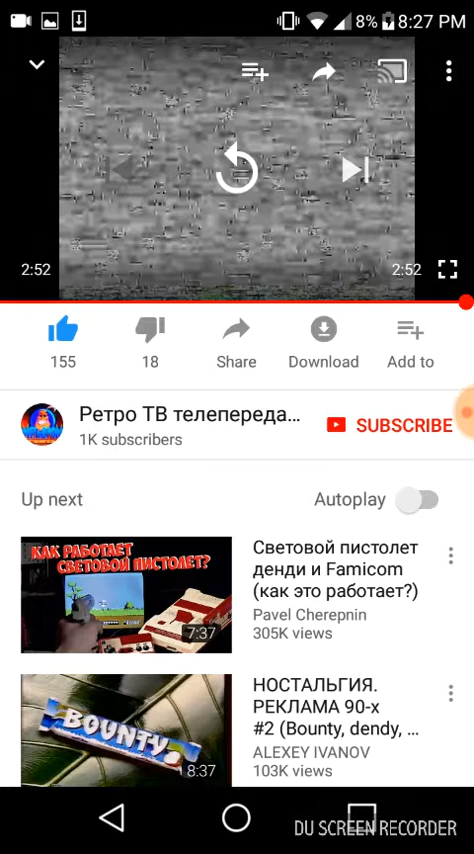 8% 8:27 PM
2:52 2:52
155 18 Share Download Add to
Ретро ТВ телепереда...
SUBSCRIBE
1K subscribers
Up next Autoplay
КАК РАБОТАЕТ
СВЕТОВОЙ ПИСТОЛЕТ?
7:37
Световой пистолет
денди и Famicom
(как это работает?)
Pavel Cherepnin
305K views
BOUNTY
8:37
НОСТАЛЬГИЯ.
РЕКЛАМА 90-х
#2 (Bounty, dendy, ...
ALEXEY IVANOV
103K views
DU SCREEN RECORDER